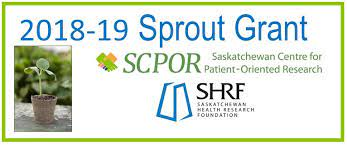 2018-19 Sprout Grant
SCPOR
Saskatchewan Centre for
Patient-Oriented Research
SHRF
SASKATCHEWAN
HEALTH RESEARCH
FOUNDATION